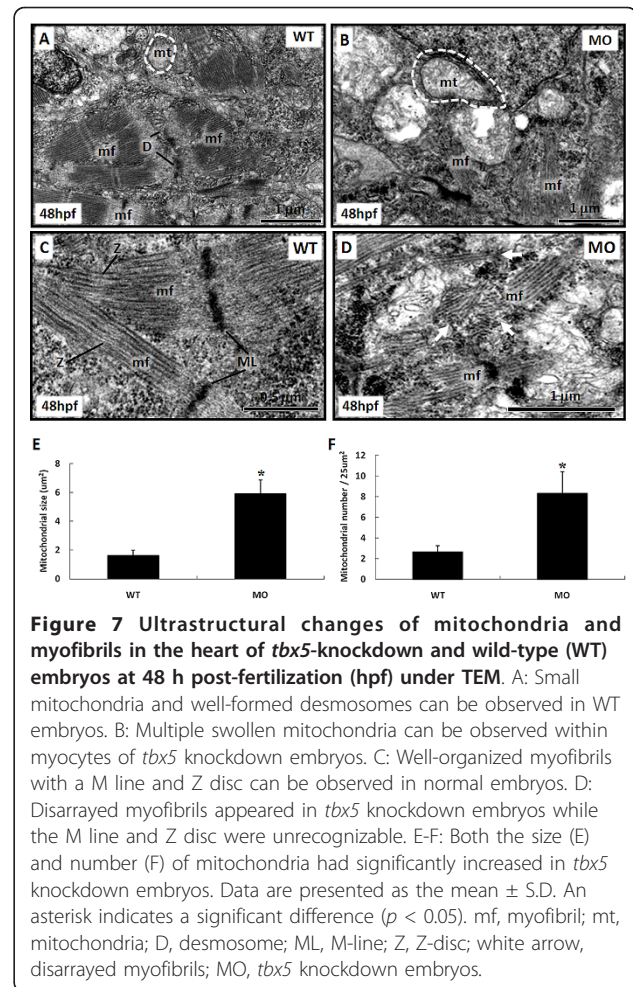 A
WT
mt
D
mf
mf
mf
48hpf
1 µm
B
MO
mt
mf
mf
48hpf
1 µm
C
WT
Z
mf
Z
mf
ML
48hpf
0.5 µm
D
MO
mf
mf
48hpf
1 µm
E
Mitochondrial size (um²)
8
6
4
2
0
*
WT
MO
F
Mitochondrial number / 25um²
12
10
8
6
4
2
0
*
WT
MO
Figure 7 Ultrastructural changes of mitochondria and
myofibrils in the heart of tbx5-knockdown and wild-type (WT)
embryos at 48 h post-fertilization (hpf) under TEM. A: Small
mitochondria and well-formed desmosomes can be observed in WT
embryos. B: Multiple swollen mitochondria can be observed within
myocytes of tbx5 knockdown embryos. C: Well-organized myofibrils
with a M line and Z disc can be observed in normal embryos. D:
Disarrayed myofibrils appeared in tbx5 knockdown embryos while
the M line and Z disc were unrecognizable. E-F: Both the size (E)
and number (F) of mitochondria had significantly increased in tbx5
knockdown embryos. Data are presented as the mean ± S.D. An
asterisk indicates a significant difference (p < 0.05). mf, myofibril; mt,
mitochondria; D, desmosome; ML, M-line; Z, Z-disc; white arrow,
disarrayed myofibrils; MO, tbx5 knockdown embryos.